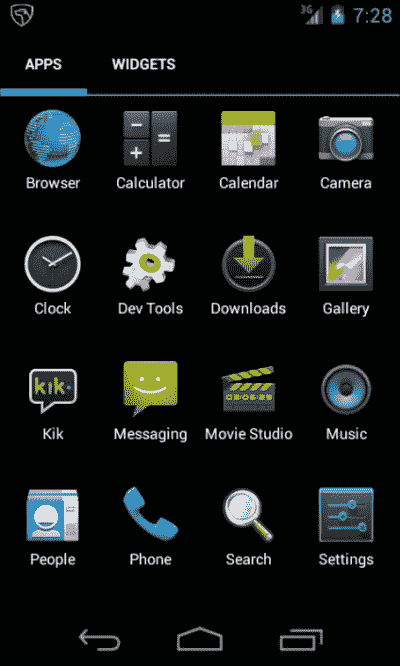 3G 7:28
APPS WIDGETS
Browser Calculator Calendar Camera
Clock Dev Tools Downloads Gallery
kik.
Kik Messaging Movie Studio Music
People Phone Search Settings